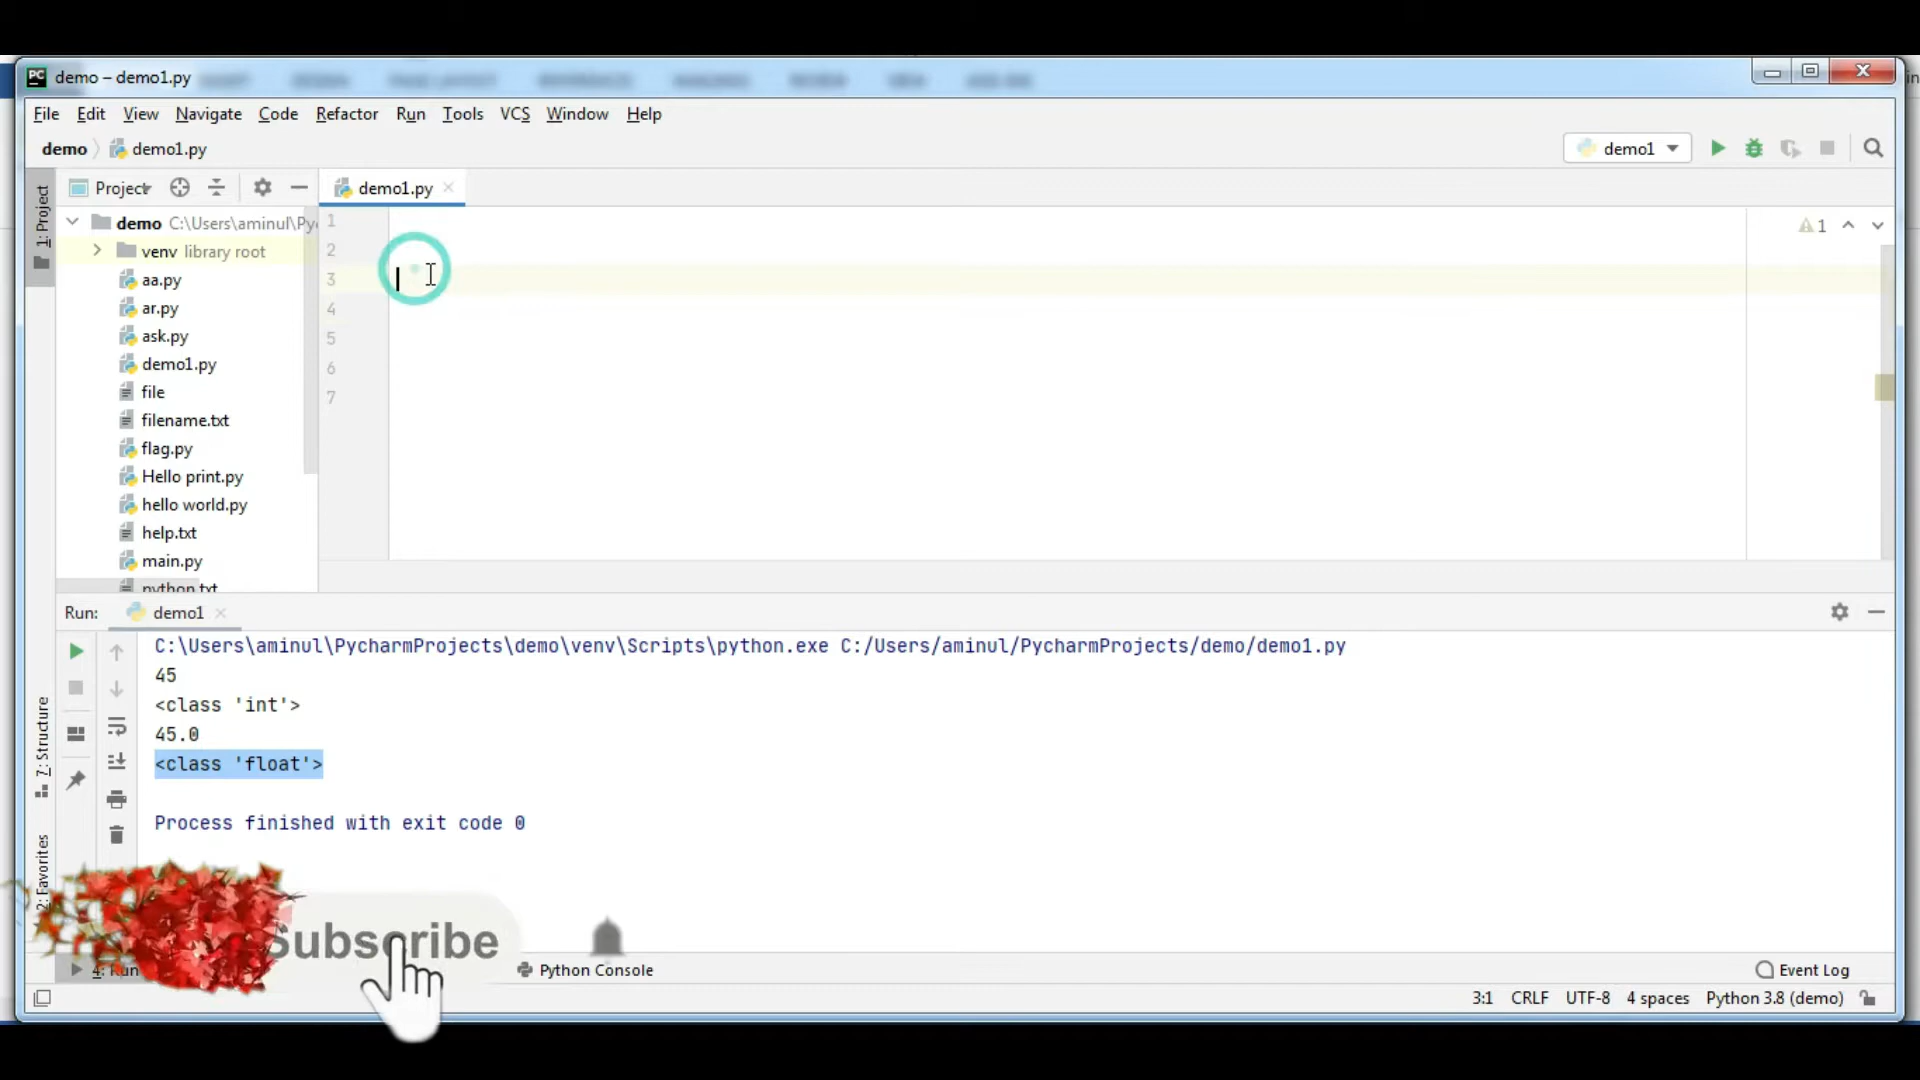 demo – demo1.py
File Edit View Navigate Code Refactor Run Tools VCS Window Help
demo demo1.py
demo1
1: Project
Project
demo1.py
demo C:\Users\aminul\Py
venv library root
aa.py
ar.py
ask.py
demo1.py
file
filename.txt
flag.py
Hello print.py
hello world.py
help.txt
main.py
python.txt
1
2
3
4
5
6
7
1
Run: demo1
C:\Users\aminul\PycharmProjects\demo\venv\Scripts\python.exe C:/Users/aminul/PycharmProjects/demo/demo1.py
45
<class 'int'>
45.0
<class 'float'>
Process finished with exit code 0
7: Structure
2: Favorites
Subscribe
4: Run
Python Console
Event Log
3:1 CRLF UTF-8 4 spaces Python 3.8 (demo)